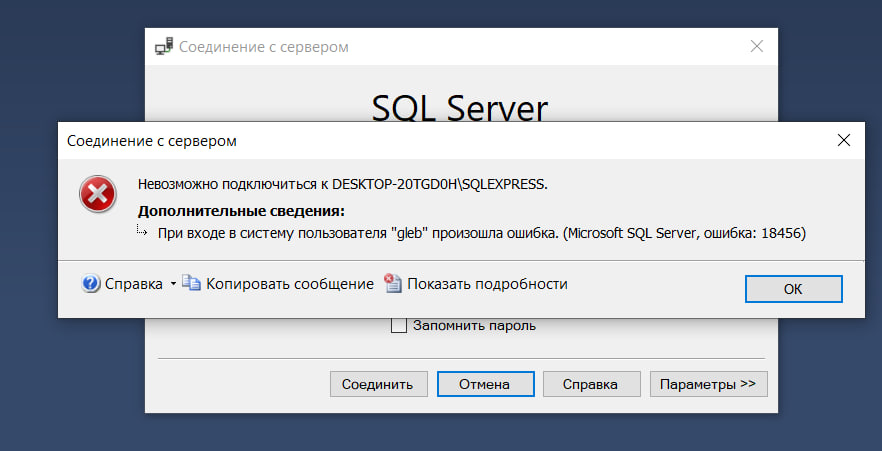 Соединение с сервером
SQL Server
Соединение с сервером
Невозможно подключиться к DESKTOP-20TGD0H\SQLEXPRESS.
Дополнительные сведения:
При входе в систему пользователя "gleb" произошла ошибка. (Microsoft SQL Server, ошибка: 18456)
Справка Копировать сообщение Показать подробности OK
Запомнить пароль
Соединить Отмена Справка Параметры >>